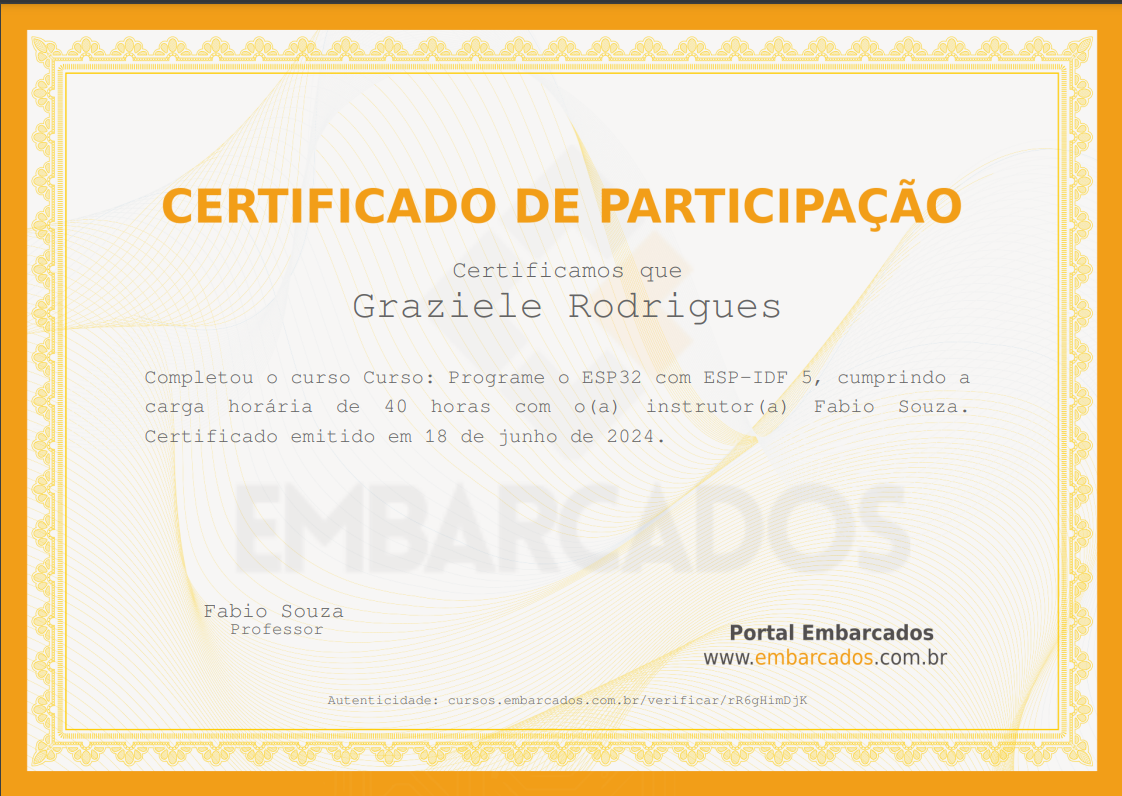 CERTIFICADO DE PARTICIPAÇÃO
Certificamos que
Graziele Rodrigues
Completou o curso Curso: Programe o ESP32 com ESP-IDF 5, cumprindo a
carga horária de 40 horas com o(a) instrutor(a) Fabio Souza.
Certificado emitido em 18 de junho de 2024.
EMBARCADOS
Fabio Souza
Professor
Portal Embarcados
www.embarcados.com.br
Autenticidade: cursos.embarcados.com.br/verificar/rR6gHimDjK